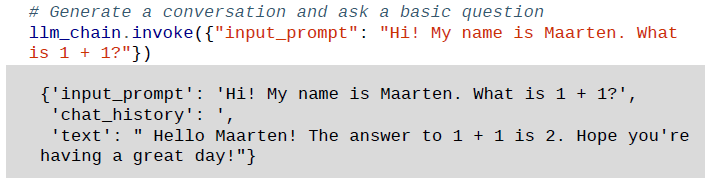 # Generate a conversation and ask a basic question
llm_chain.invoke({"input_prompt": "Hi! My name is Maarten. What
is 1 + 1?"})
{'input_prompt': 'Hi! My name is Maarten. What is 1 + 1?',
'chat_history': ',
'text': " Hello Maarten! The answer to 1 + 1 is 2. Hope you're
having a great day!"}